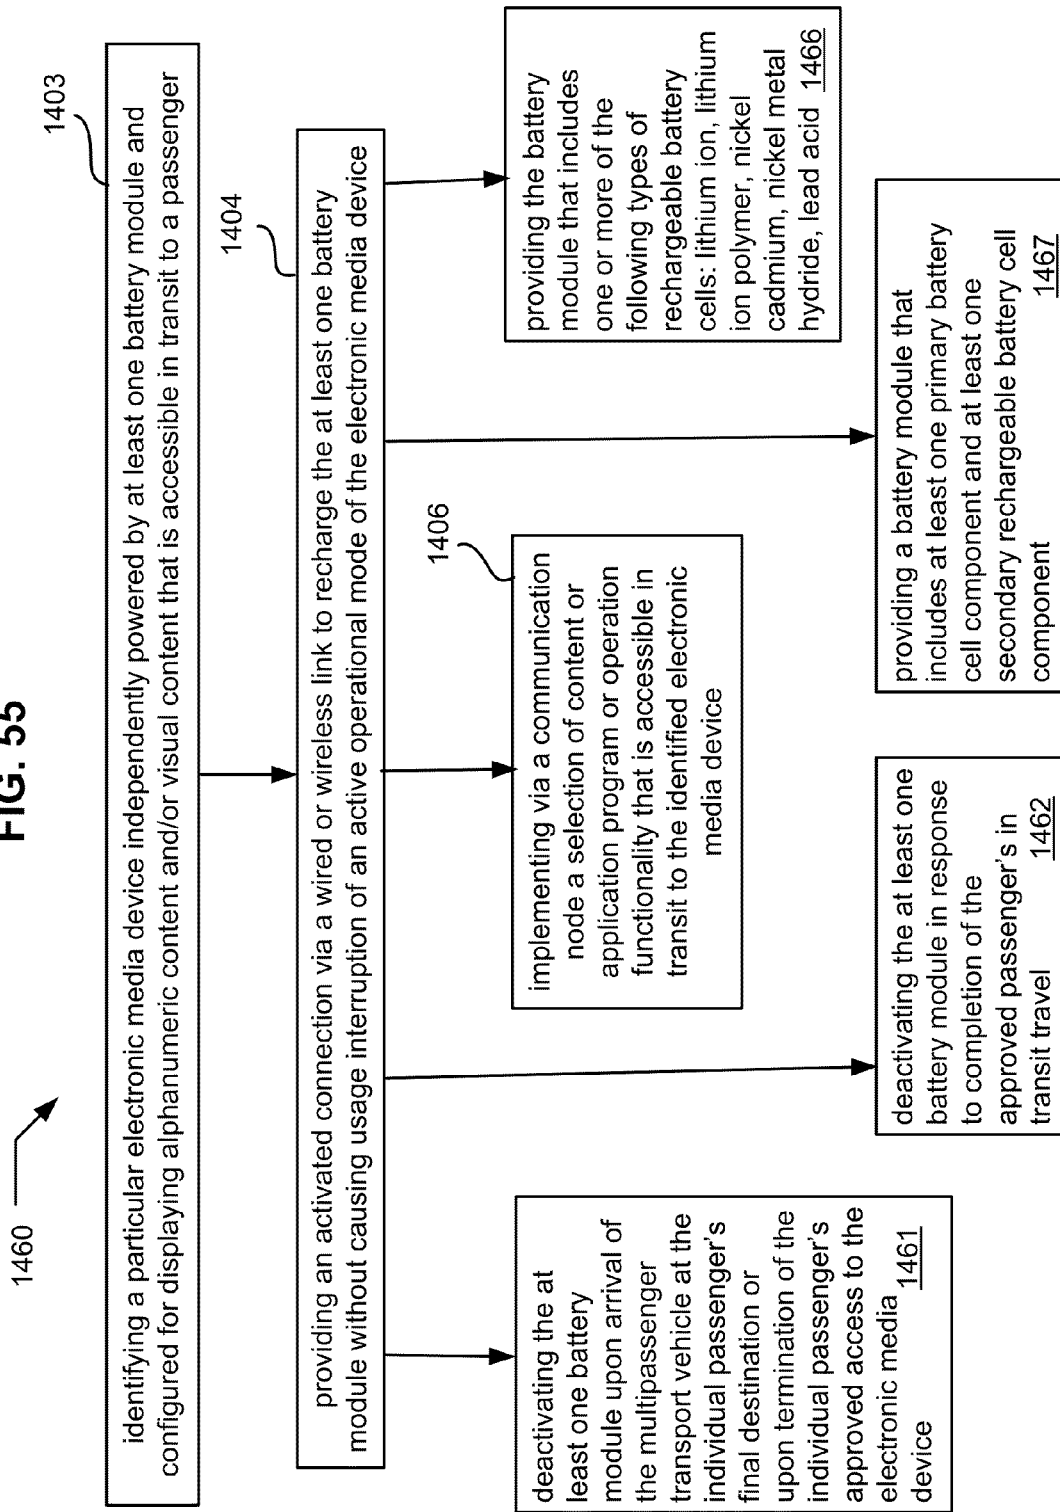 FIG. 55
1460
1403
identifying a particular electronic media device independently powered by at least one battery module and
configured for displaying alphanumeric content and/or visual content that is accessible in transit to a passenger
1404
providing an activated connection via a wired or wireless link to recharge the at least one battery
module without causing usage interruption of an active operational mode of the electronic media device
deactivating the at
least one battery
module upon arrival of
the multipassenger
transport vehicle at the
individual passenger's
final destination or
upon termination of the
individual passenger's
approved access to the
electronic media
device 1461
deactivating the at least one
battery module in response
to completion of the
approved passenger's in
transit travel 1462
1406
implementing via a communication
node a selection of content or
application program or operation
functionality that is accessible in
transit to the identified electronic
media device
providing a battery module that
includes at least one primary battery
cell component and at least one
secondary rechargeable battery cell
component 1467
providing the battery
module that includes
one or more of the
following types of
rechargeable battery
cells: lithium ion, lithium
ion polymer, nickel
cadmium, nickel metal
hydride, lead acid 1466